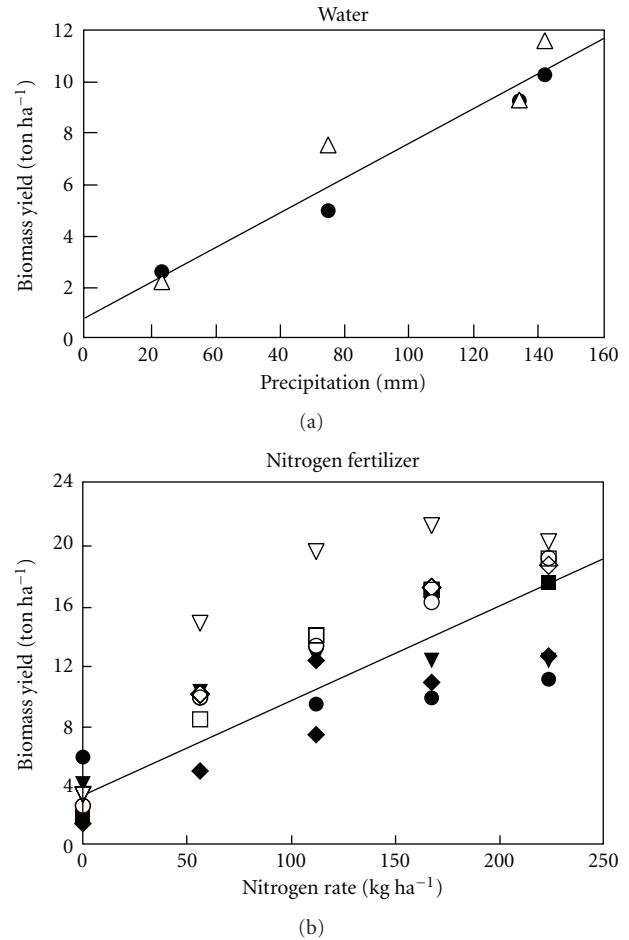 Water
12
10
8
6
4
2
0
0 20 60 40 80 100 120 140 160
Biomass yield (ton ha⁻¹)
Precipitation (mm)
(a)
Nitrogen fertilizer
24
20
16
12
8
4
0
0 50 100 150 200 250
Biomass yield (ton ha⁻¹)
Nitrogen rate (kg ha⁻¹)
(b)